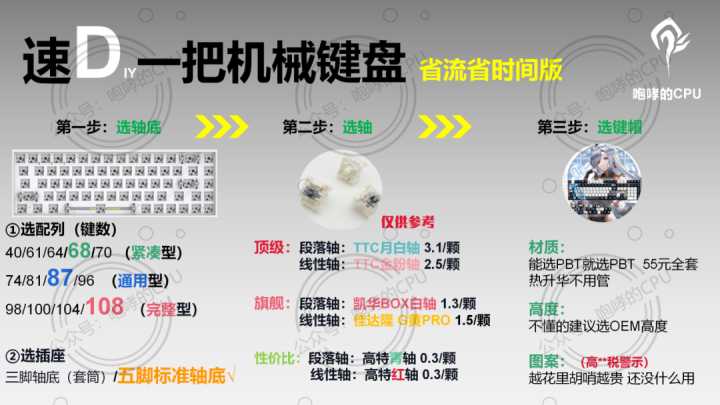 速DIY一把机械键盘 省流省时间版
咆哮的CPU
第一步：选轴底
第二步：选轴
第三步：选键帽
①选配列（键数）
40/61/64/68/70 （紧凑型）
74/81/87/96 （通用型）
98/100/104/108 （完整型）
②选插座
三脚轴底（套筒）/五脚标准轴底√
仅供参考
顶级：段落轴：TTC月白轴 3.1/颗
线性轴：TTC金粉轴 2.5/颗
旗舰：段落轴：凯华BOX白轴 1.3/颗
线性轴：佳达隆 G黄PRO 1.5/颗
性价比：段落轴：高特青轴 0.3/颗
线性轴：高特红轴 0.3/颗
材质：
能选PBT就选PBT 55元全套
热升华不用管
高度：
不懂的建议选OEM高度
图案：（高**税警示）
越花里胡哨越贵 还没什么用
公众号：咆哮的CPU